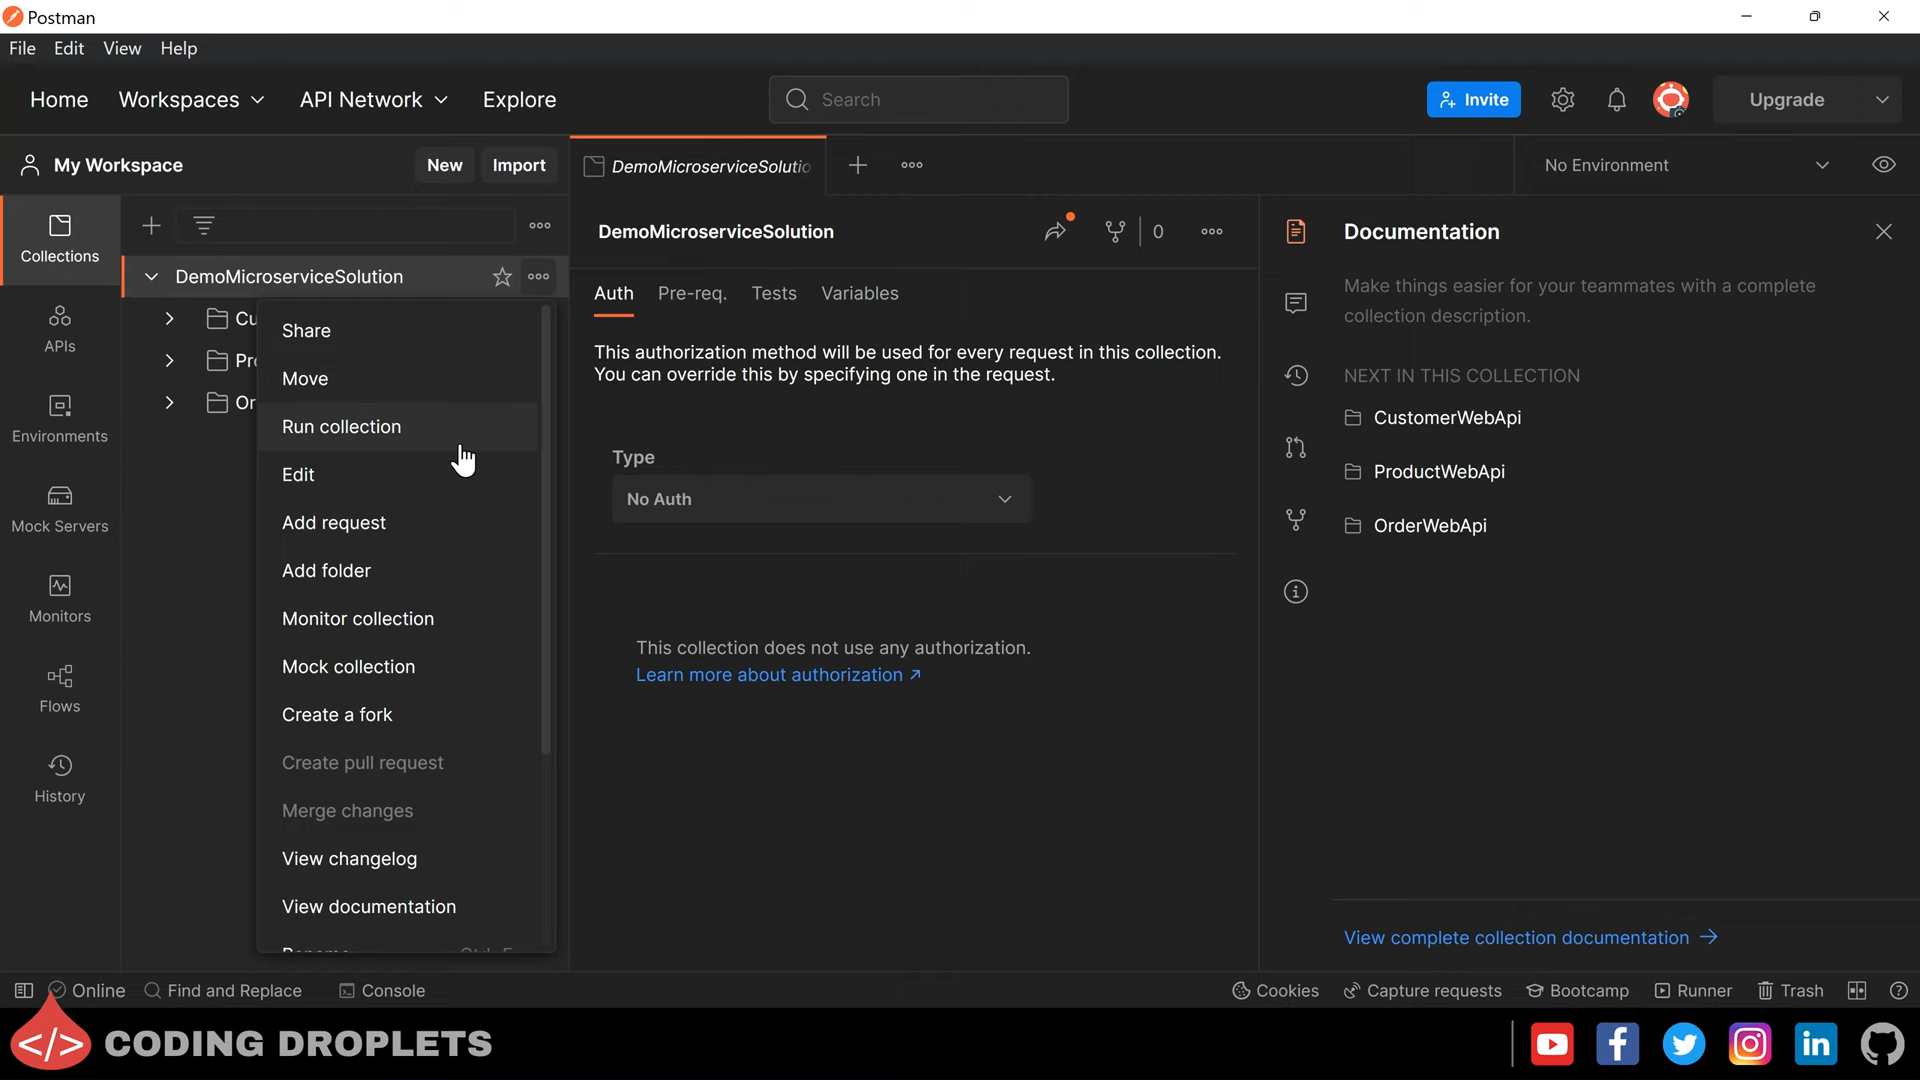 Postman
File Edit View Help
Home Workspaces API Network Explore
Search
Invite
Upgrade
My Workspace
New Import
DemoMicroserviceSolutio
No Environment
Collections
APIs
Environments
Mock Servers
Monitors
Flows
History
DemoMicroserviceSolution
Cu
Pro
Or
Share
Move
Run collection
Edit
Add request
Add folder
Monitor collection
Mock collection
Create a fork
Create pull request
Merge changes
View changelog
View documentation
DemoMicroserviceSolution
0
Auth Pre-req. Tests Variables
This authorization method will be used for every request in this collection.
You can override this by specifying one in the request.
Type
No Auth
This collection does not use any authorization.
Learn more about authorization ↗
Documentation
Make things easier for your teammates with a complete
collection description.
NEXT IN THIS COLLECTION
CustomerWebApi
ProductWebApi
OrderWebApi
View complete collection documentation →
Online Find and Replace Console
Cookies Capture requests Bootcamp Runner Trash
</> CODING DROPLETS
in